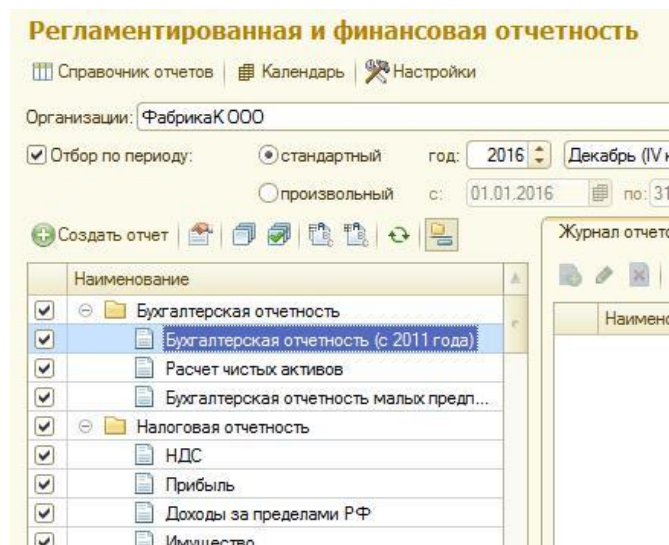 Регламентированная и финансовая отчетность
Справочник отчетов Календарь Настройки
Организации: ФабрикаК ООО
Отбор по периоду: стандартный год: 2016 Декабрь (IV к
произвольный с: 01.01.2016 по: 31
Создать отчет Журнал отчето
Наименование
Наимено
Бухгалтерская отчетность
Бухгалтерская отчетность (с 2011 года)
Расчет чистых активов
Бухгалтерская отчетность малых предп...
Налоговая отчетность
НДС
Прибыль
Доходы за пределами РФ
Имущество